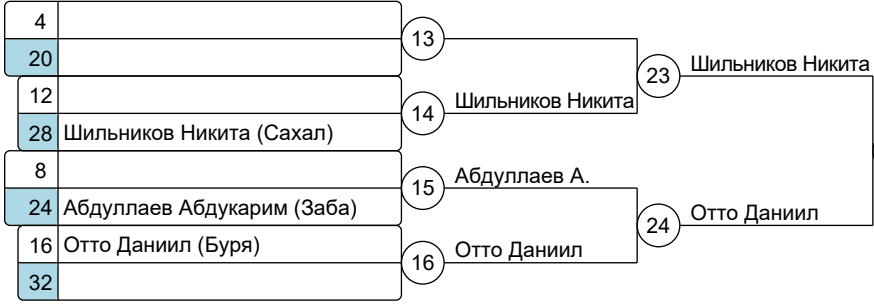 4
13
20
23 Шильников Никита
12
14 Шильников Никита
28 Шильников Никита (Сахал)
8
15 Абдуллаев А.
24 Абдуллаев Абдукарим (Заба)
24 Отто Даниил
16 Отто Даниил (Буря)
16 Отто Даниил
32